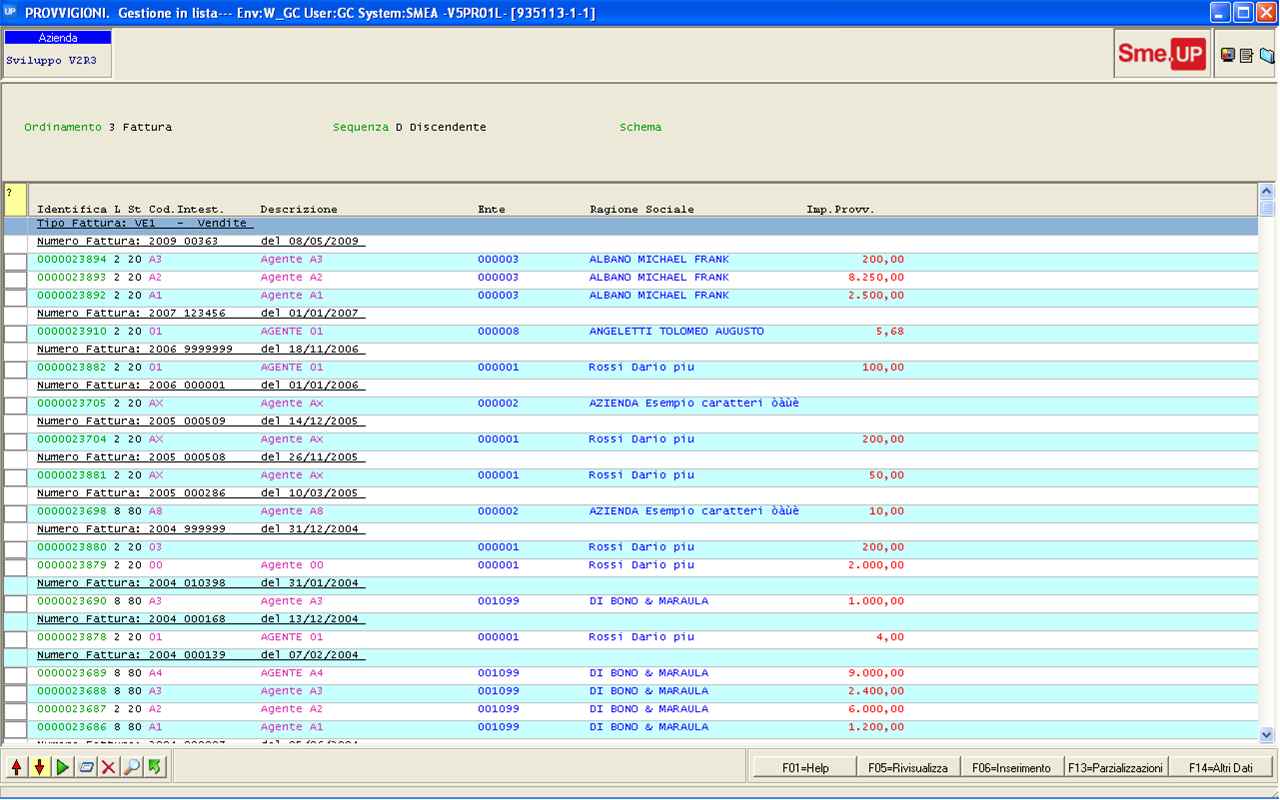 UP PROVVIGIONI. Gestione in lista--- Env:W_GC User:GC System:SMEA -V5PR01L- [935113-1-1]
Azienda
Sviluppo V2R3
Sme.UP
Ordinamento 3 Fattura Sequenza D Discendente Schema
?
Identifica L St Cod.Intest. Descrizione Ente Ragione Sociale Imp.Provv.
Tipo Fattura: VE1 - Vendite
Numero Fattura: 2009 00363 del 08/05/2009
0000023894 2 20 A3 Agente A3 000003 ALBANO MICHAEL FRANK 200,00
0000023893 2 20 A2 Agente A2 000003 ALBANO MICHAEL FRANK 8.250,00
0000023892 2 20 A1 Agente A1 000003 ALBANO MICHAEL FRANK 2.500,00
Numero Fattura: 2007 123456 del 01/01/2007
0000023910 2 20 01 AGENTE 01 000008 ANGELETTI TOLOMEO AUGUSTO 5,68
Numero Fattura: 2006 9999999 del 18/11/2006
0000023882 2 20 01 AGENTE 01 000001 Rossi Dario piu 100,00
Numero Fattura: 2006 000001 del 01/01/2006
0000023705 2 20 AX Agente Ax 000002 AZIENDA Esempio caratteri òàùè
Numero Fattura: 2005 000509 del 14/12/2005
0000023704 2 20 AX Agente Ax 000001 Rossi Dario piu 200,00
Numero Fattura: 2005 000508 del 26/11/2005
0000023881 2 20 AX Agente Ax 000001 Rossi Dario piu 50,00
Numero Fattura: 2005 000286 del 10/03/2005
0000023698 8 80 A8 Agente A8 000002 AZIENDA Esempio caratteri òàùè 10,00
Numero Fattura: 2004 999999 del 31/12/2004
0000023880 2 20 03 000001 Rossi Dario piu 200,00
0000023879 2 20 00 Agente 00 000001 Rossi Dario piu 2.000,00
Numero Fattura: 2004 010398 del 31/01/2004
0000023690 8 80 A3 Agente A3 001099 DI BONO & MARAULA 1.000,00
Numero Fattura: 2004 000168 del 13/12/2004
0000023878 2 20 01 AGENTE 01 000001 Rossi Dario piu 4,00
Numero Fattura: 2004 000139 del 07/02/2004
0000023689 8 80 A4 AGENTE A4 001099 DI BONO & MARAULA 9.000,00
0000023688 8 80 A3 Agente A3 001099 DI BONO & MARAULA 2.400,00
0000023687 2 20 A2 Agente A2 001099 DI BONO & MARAULA 6.000,00
0000023686 8 80 A1 Agente A1 001099 DI BONO & MARAULA 1.200,00
F01=Help F05=Rivisualizza F06=Inserimento F13=Parzializzazioni F14=Altri Dati